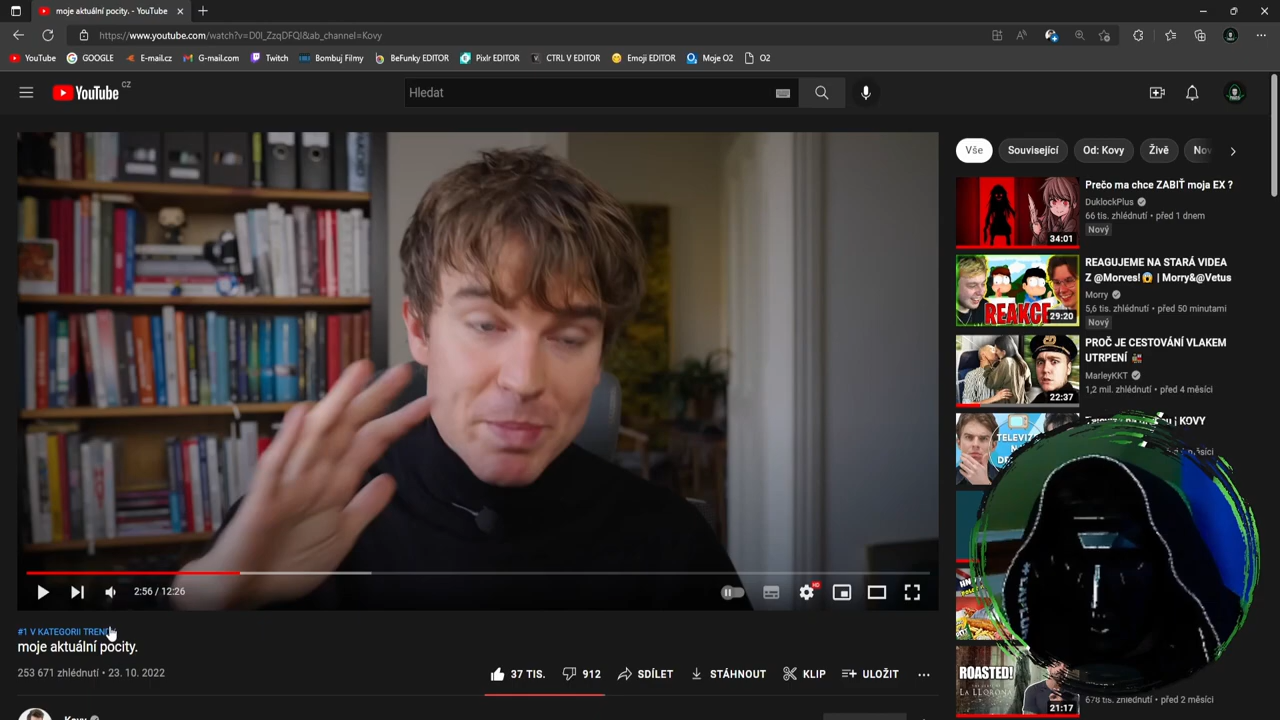 moje aktuální pocity. - YouTube
https://www.youtube.com/watch?v=D0l_ZzqDFQI&ab_channel=Kovy
YouTube
GOOGLE
E-mail.cz
G-mail.com
Twitch
Bombuj Filmy
BeFunky EDITOR
Pixlr EDITOR
CTRL V EDITOR
Emoji EDITOR
Moje O2
O2
YouTube CZ
Hledat
Vše
Související
Od: Kovy
Živě
Prečo ma chce ZABIŤ moja EX ?
DuklockPlus
66 tis. zhlédnutí • před 1 dnem
Nový
34:01
REAGUJEME NA STARÁ VIDEA
Z @Morves!😱 | Morry&@Vetus
Morry
5,6 tis. zhlédnutí • před 50 minutami
Nový
REAKCE
29:20
PROČ JE CESTOVÁNÍ VLAKEM
UTRPENÍ 🚂
MarleyKKT
1,2 mil. zhlédnutí • před 4 měsíci
22:37
| KOVY
ROASTED!
LA LLORONA
21:17
678 tis. zhlédnutí • před 2 měsíci
2:56 / 12:26
HD
#1 V KATEGORII TRENDY
moje aktuální pocity.
253 671 zhlédnutí • 23. 10. 2022
37 TIS.
912
SDÍLET
STÁHNOUT
KLIP
ULOŽIT
Kovy